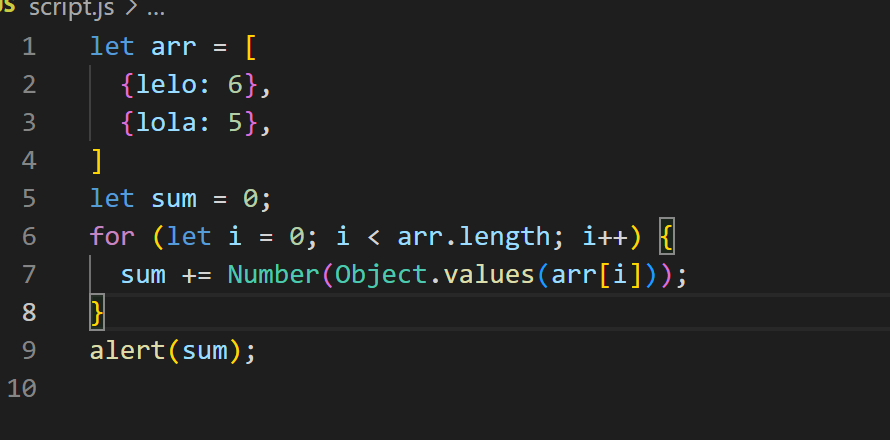 JS script.js > ...
1 let arr = [
2   {lelo: 6},
3   {lola: 5},
4 ]
5 let sum = 0;
6 for (let i = 0; i < arr.length; i++) {
7   sum += Number(Object.values(arr[i]));
8 }
9 alert(sum);
10